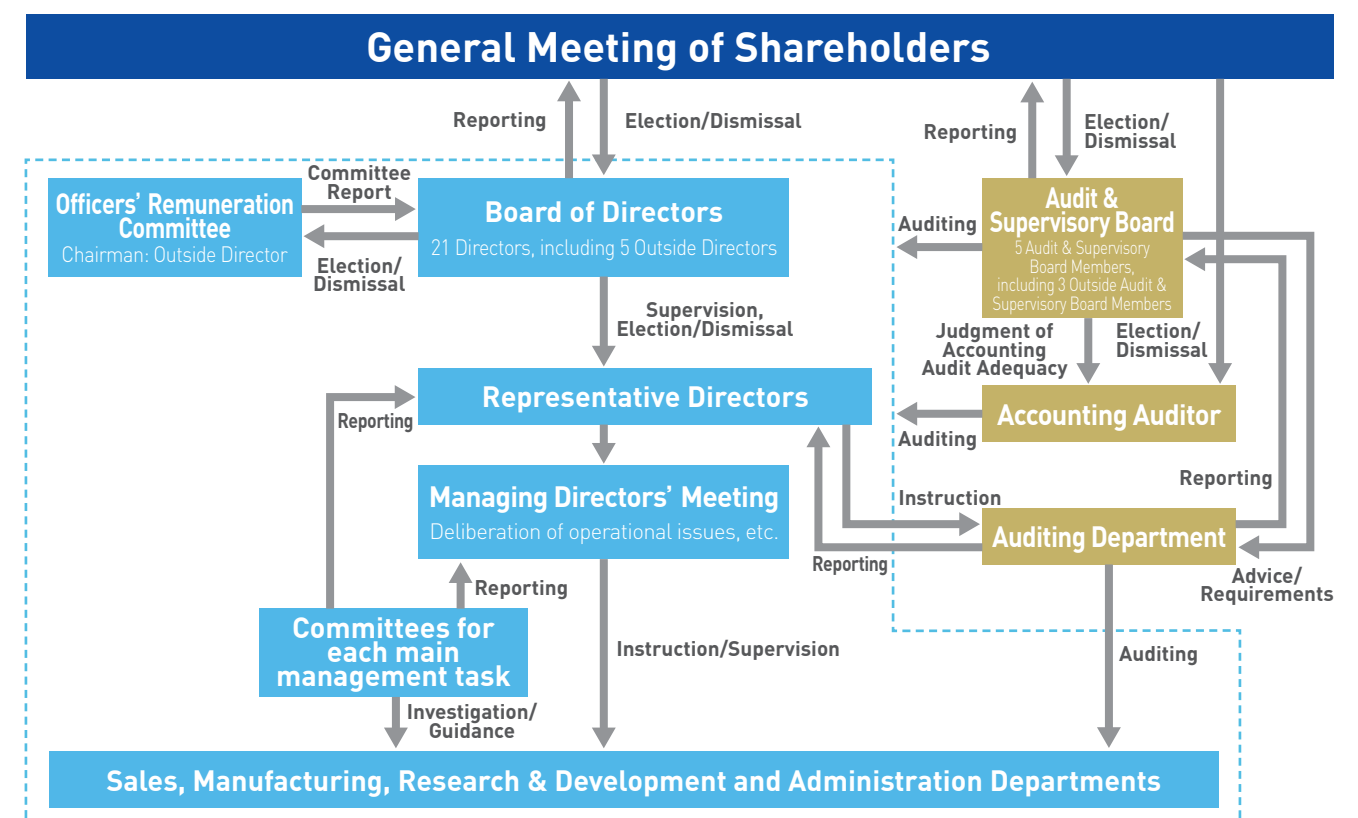 General Meeting of Shareholders
Reporting
Election/Dismissal
Reporting
Election/
Dismissal
Officers' Remuneration
Committee
Chairman: Outside Director
Committee
Report
Election/
Dismissal
Board of Directors
21 Directors, including 5 Outside Directors
Auditing
Audit &
Supervisory Board
5 Audit & Supervisory
Board Members,
including 3 Outside Audit &
Supervisory Board Members
Supervision,
Election/Dismissal
Judgment of
Accounting
Audit Adequacy
Election/
Dismissal
Representative Directors
Reporting
Accounting Auditor
Auditing
Managing Directors' Meeting
Deliberation of operational issues, etc.
Instruction
Reporting
Auditing Department
Reporting
Advice/
Requirements
Reporting
Committees for
each main
management task
Instruction/Supervision
Auditing
Investigation/
Guidance
Sales, Manufacturing, Research & Development and Administration Departments